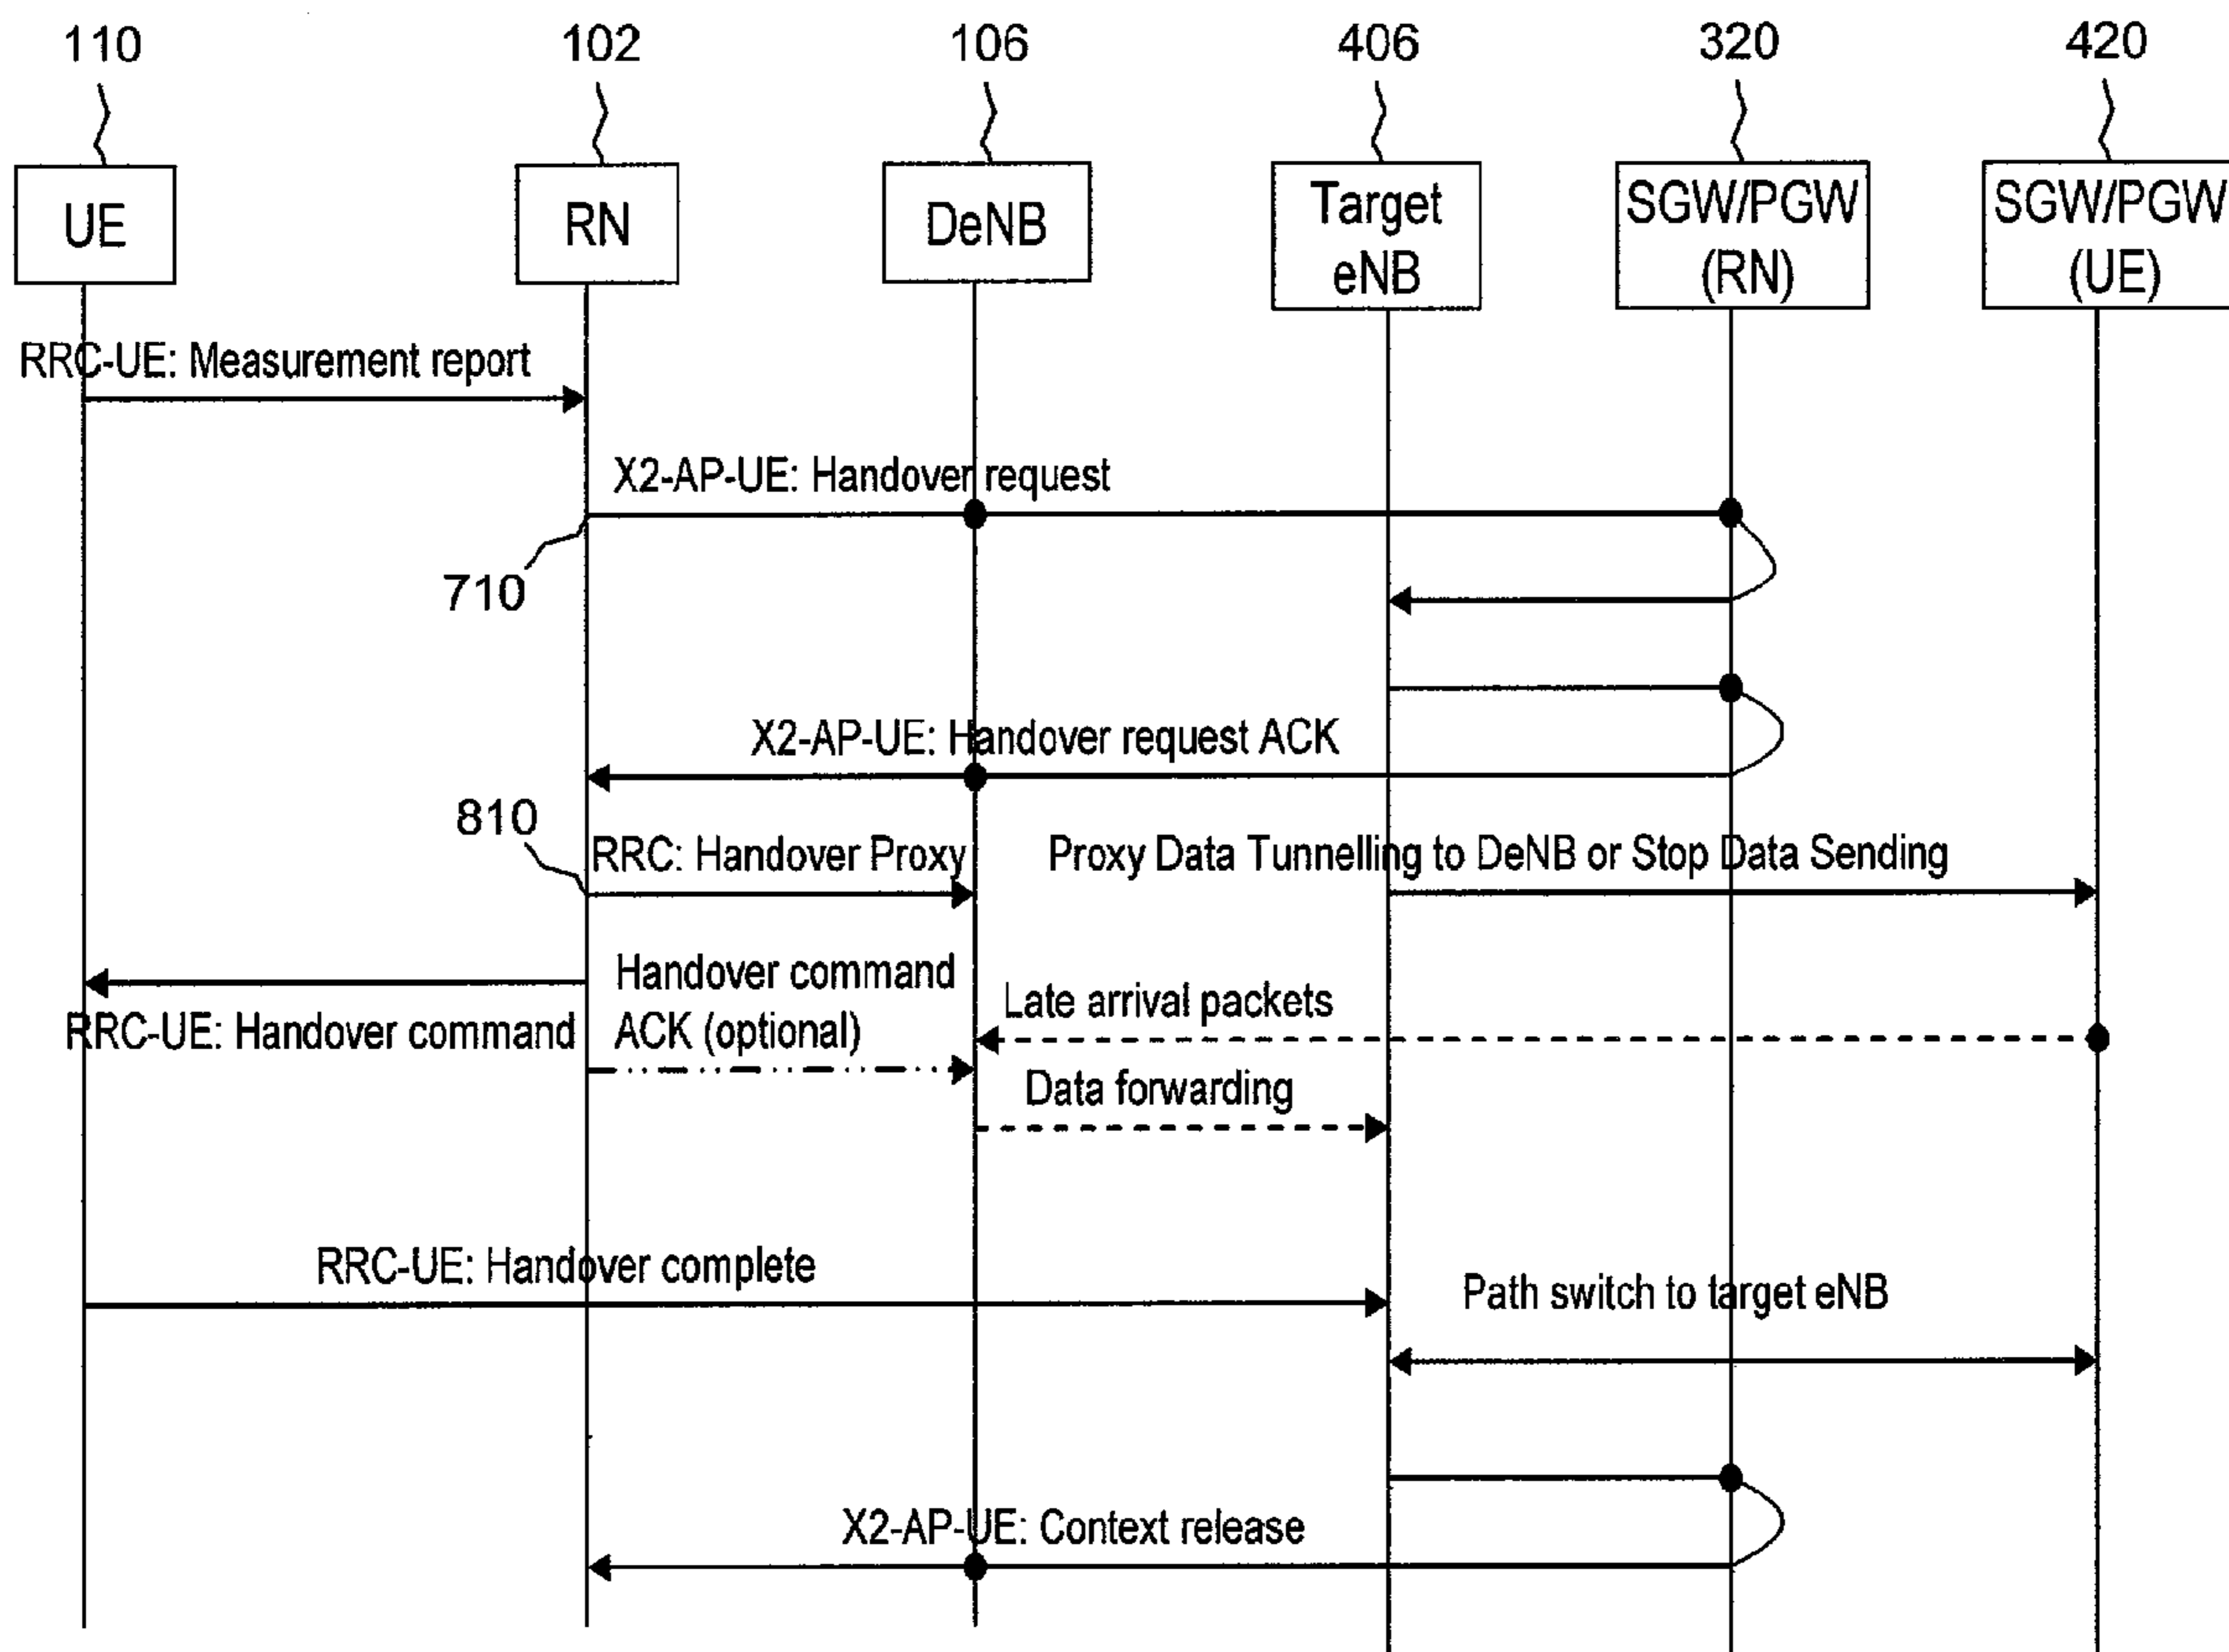 110
102
106
406
320
420
UE
RN
DeNB
Target
eNB
SGW/PGW
(RN)
SGW/PGW
(UE)
RRC-UE: Measurement report
X2-AP-UE: Handover request
710
X2-AP-UE: Handover request ACK
810
RRC: Handover Proxy
Proxy Data Tunnelling to DeNB or Stop Data Sending
Handover command
ACK (optional)
RRC-UE: Handover command
Late arrival packets
Data forwarding
RRC-UE: Handover complete
Path switch to target eNB
X2-AP-UE: Context release